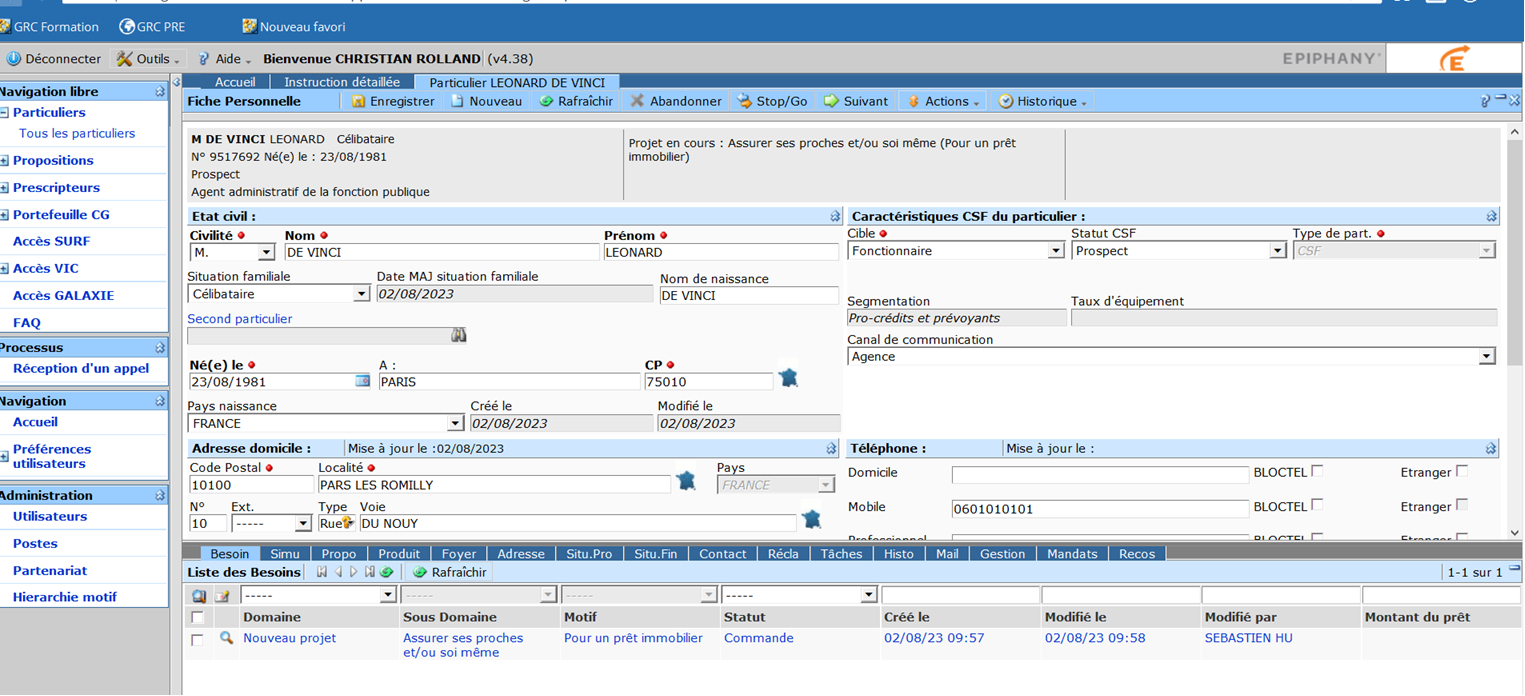 GRC Formation GRC PRE Nouveau favori
Déconnecter Outils Aide Bienvenue CHRISTIAN ROLLAND (v4.38) EPIPHANY
Accueil Instruction détaillée Particulier LEONARD DE VINCI
Navigation libre
Particuliers
Tous les particuliers
Propositions
Prescripteurs
Portefeuille CG
Accès SURF
Accès VIC
Accès GALAXIE
FAQ
Processus
Réception d'un appel
Navigation
Accueil
Préférences
utilisateurs
Administration
Utilisateurs
Postes
Partenariat
Hierarchie motif
Fiche Personnelle Enregistrer Nouveau Rafraîchir Abandonner Stop/Go Suivant Actions Historique
M DE VINCI LEONARD Célibataire
N° 9517692 Né(e) le : 23/08/1981
Prospect
Agent administratif de la fonction publique
Projet en cours : Assurer ses proches et/ou soi même (Pour un prêt
immobilier)
Etat civil :
Civilité Nom Prénom
M. DE VINCI LEONARD
Situation familiale Date MAJ situation familiale Nom de naissance
Célibataire 02/08/2023 DE VINCI
Second particulier
Né(e) le A : CP
23/08/1981 PARIS 75010
Pays naissance Créé le Modifié le
FRANCE 02/08/2023 02/08/2023
Caractéristiques CSF du particulier :
Cible Statut CSF Type de part.
Fonctionnaire Prospect CSF
Segmentation Taux d'équipement
Pro-crédits et prévoyants
Canal de communication
Agence
Adresse domicile : Mise à jour le :02/08/2023
Code Postal Localité Pays
10100 PARS LES ROMILLY FRANCE
N° Ext. Type Voie
10 ----- Rue DU NOUY
Téléphone : Mise à jour le :
Domicile BLOCTEL Etranger
Mobile 0601010101 BLOCTEL Etranger
Professionnel BLOCTEL Etranger
Besoin Simu Propo Produit Foyer Adresse Situ.Pro Situ.Fin Contact Récla Tâches Histo Mail Gestion Mandats Recos
Liste des Besoins Rafraîchir 1-1 sur 1
----- ----- ----- -----
Domaine Sous Domaine Motif Statut Créé le Modifié le Modifié par Montant du prêt
Nouveau projet Assurer ses proches Pour un prêt immobilier Commande 02/08/23 09:57 02/08/23 09:58 SEBASTIEN HU
et/ou soi même